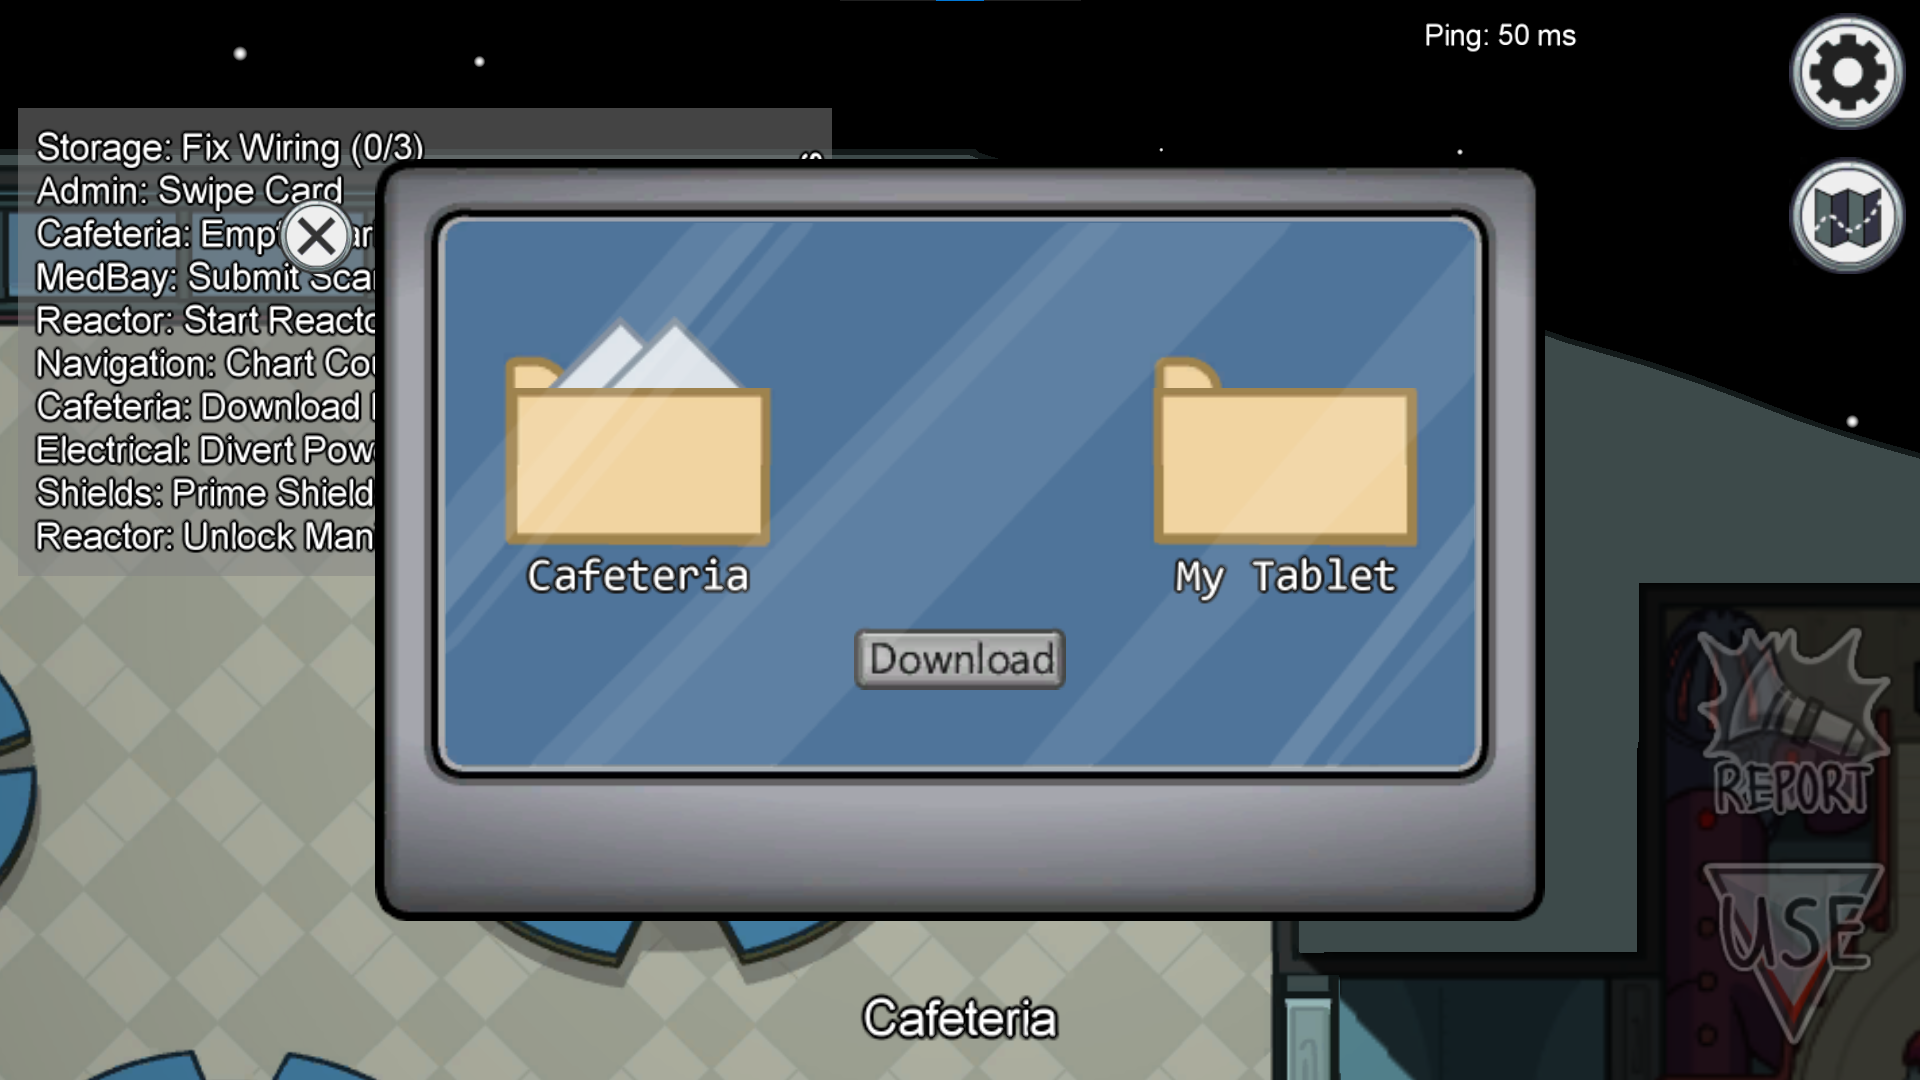 Ping: 50 ms
Storage: Fix Wiring (0/3)
Admin: Swipe Card
Cafeteria:
MedBay: Submit
Reactor: Start
Navigation: Chart
Cafeteria: Download
Electrical: Divert
Shields: Prime
Reactor: Unlock
Cafeteria
My Tablet
Download
REPORT
USE
Cafeteria